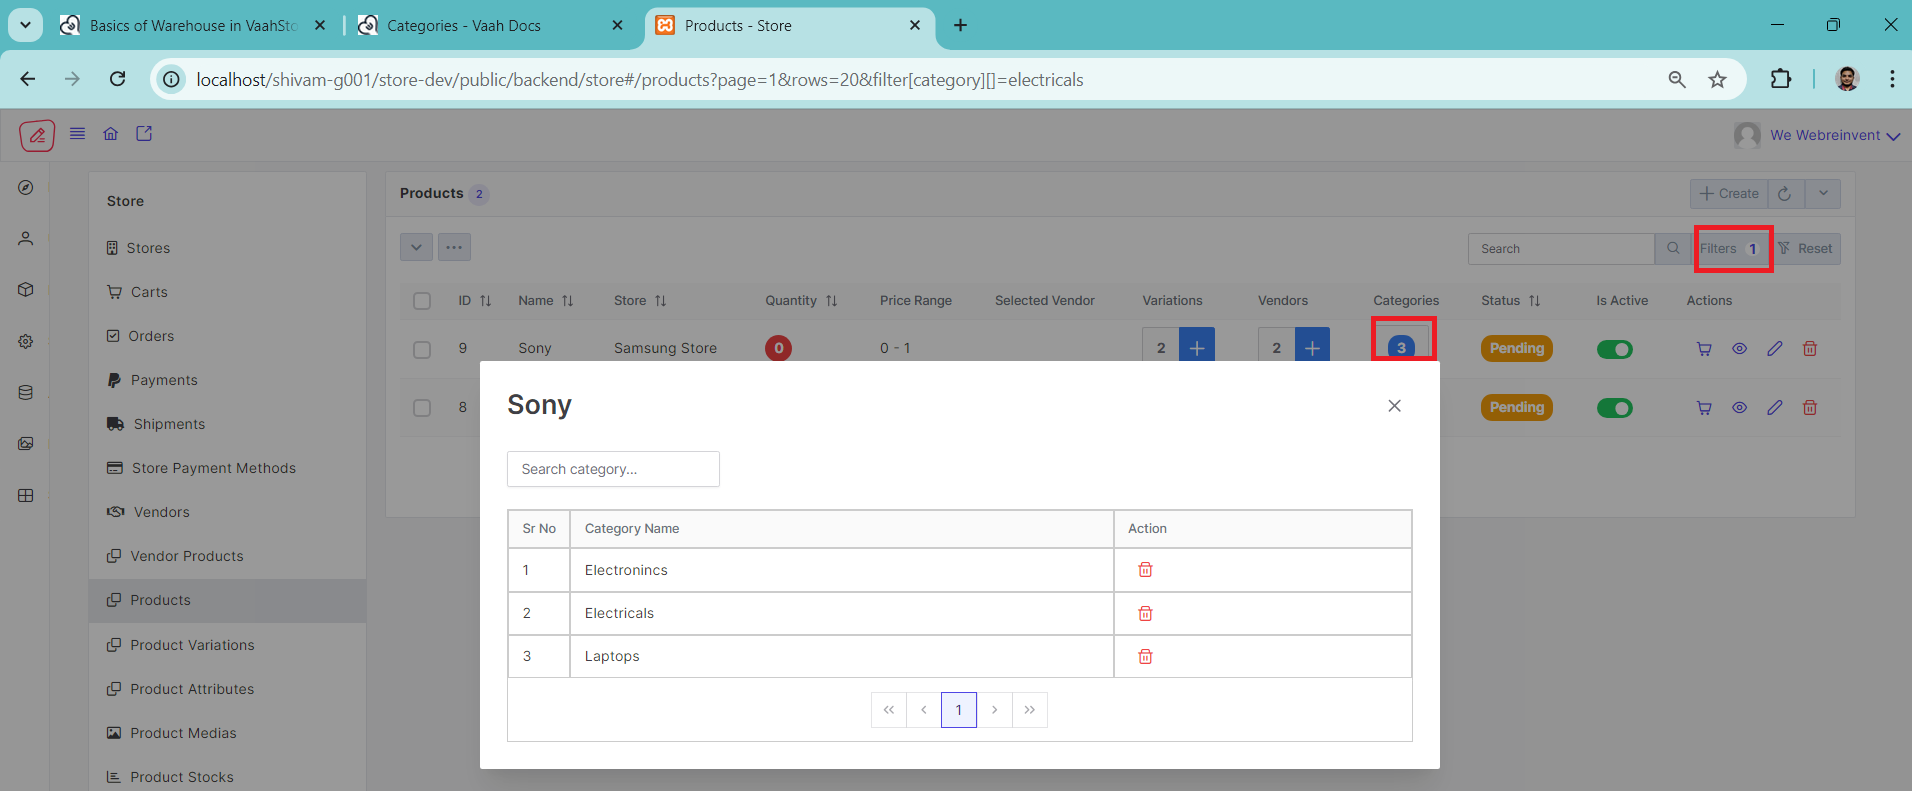 Basics of Warehouse in VaahSto
Categories - Vaah Docs
Products - Store
localhost/shivam-g001/store-dev/public/backend/store#/products?page=1&rows=20&filter[category][]=electricals
We Webreinvent
Store
Stores
Carts
Orders
Payments
Shipments
Store Payment Methods
Vendors
Vendor Products
Products
Product Variations
Product Attributes
Product Medias
Product Stocks
Products 2
Create
Search
Filters 1
Reset
ID Name Store Quantity Price Range Selected Vendor Variations Vendors Categories Status Is Active Actions
9 Sony Samsung Store 0 0 - 1 2 + 2 + 3 Pending
8 Pending
Sony
Search category...
Sr No Category Name Action
1 Electronincs
2 Electricals
3 Laptops
1